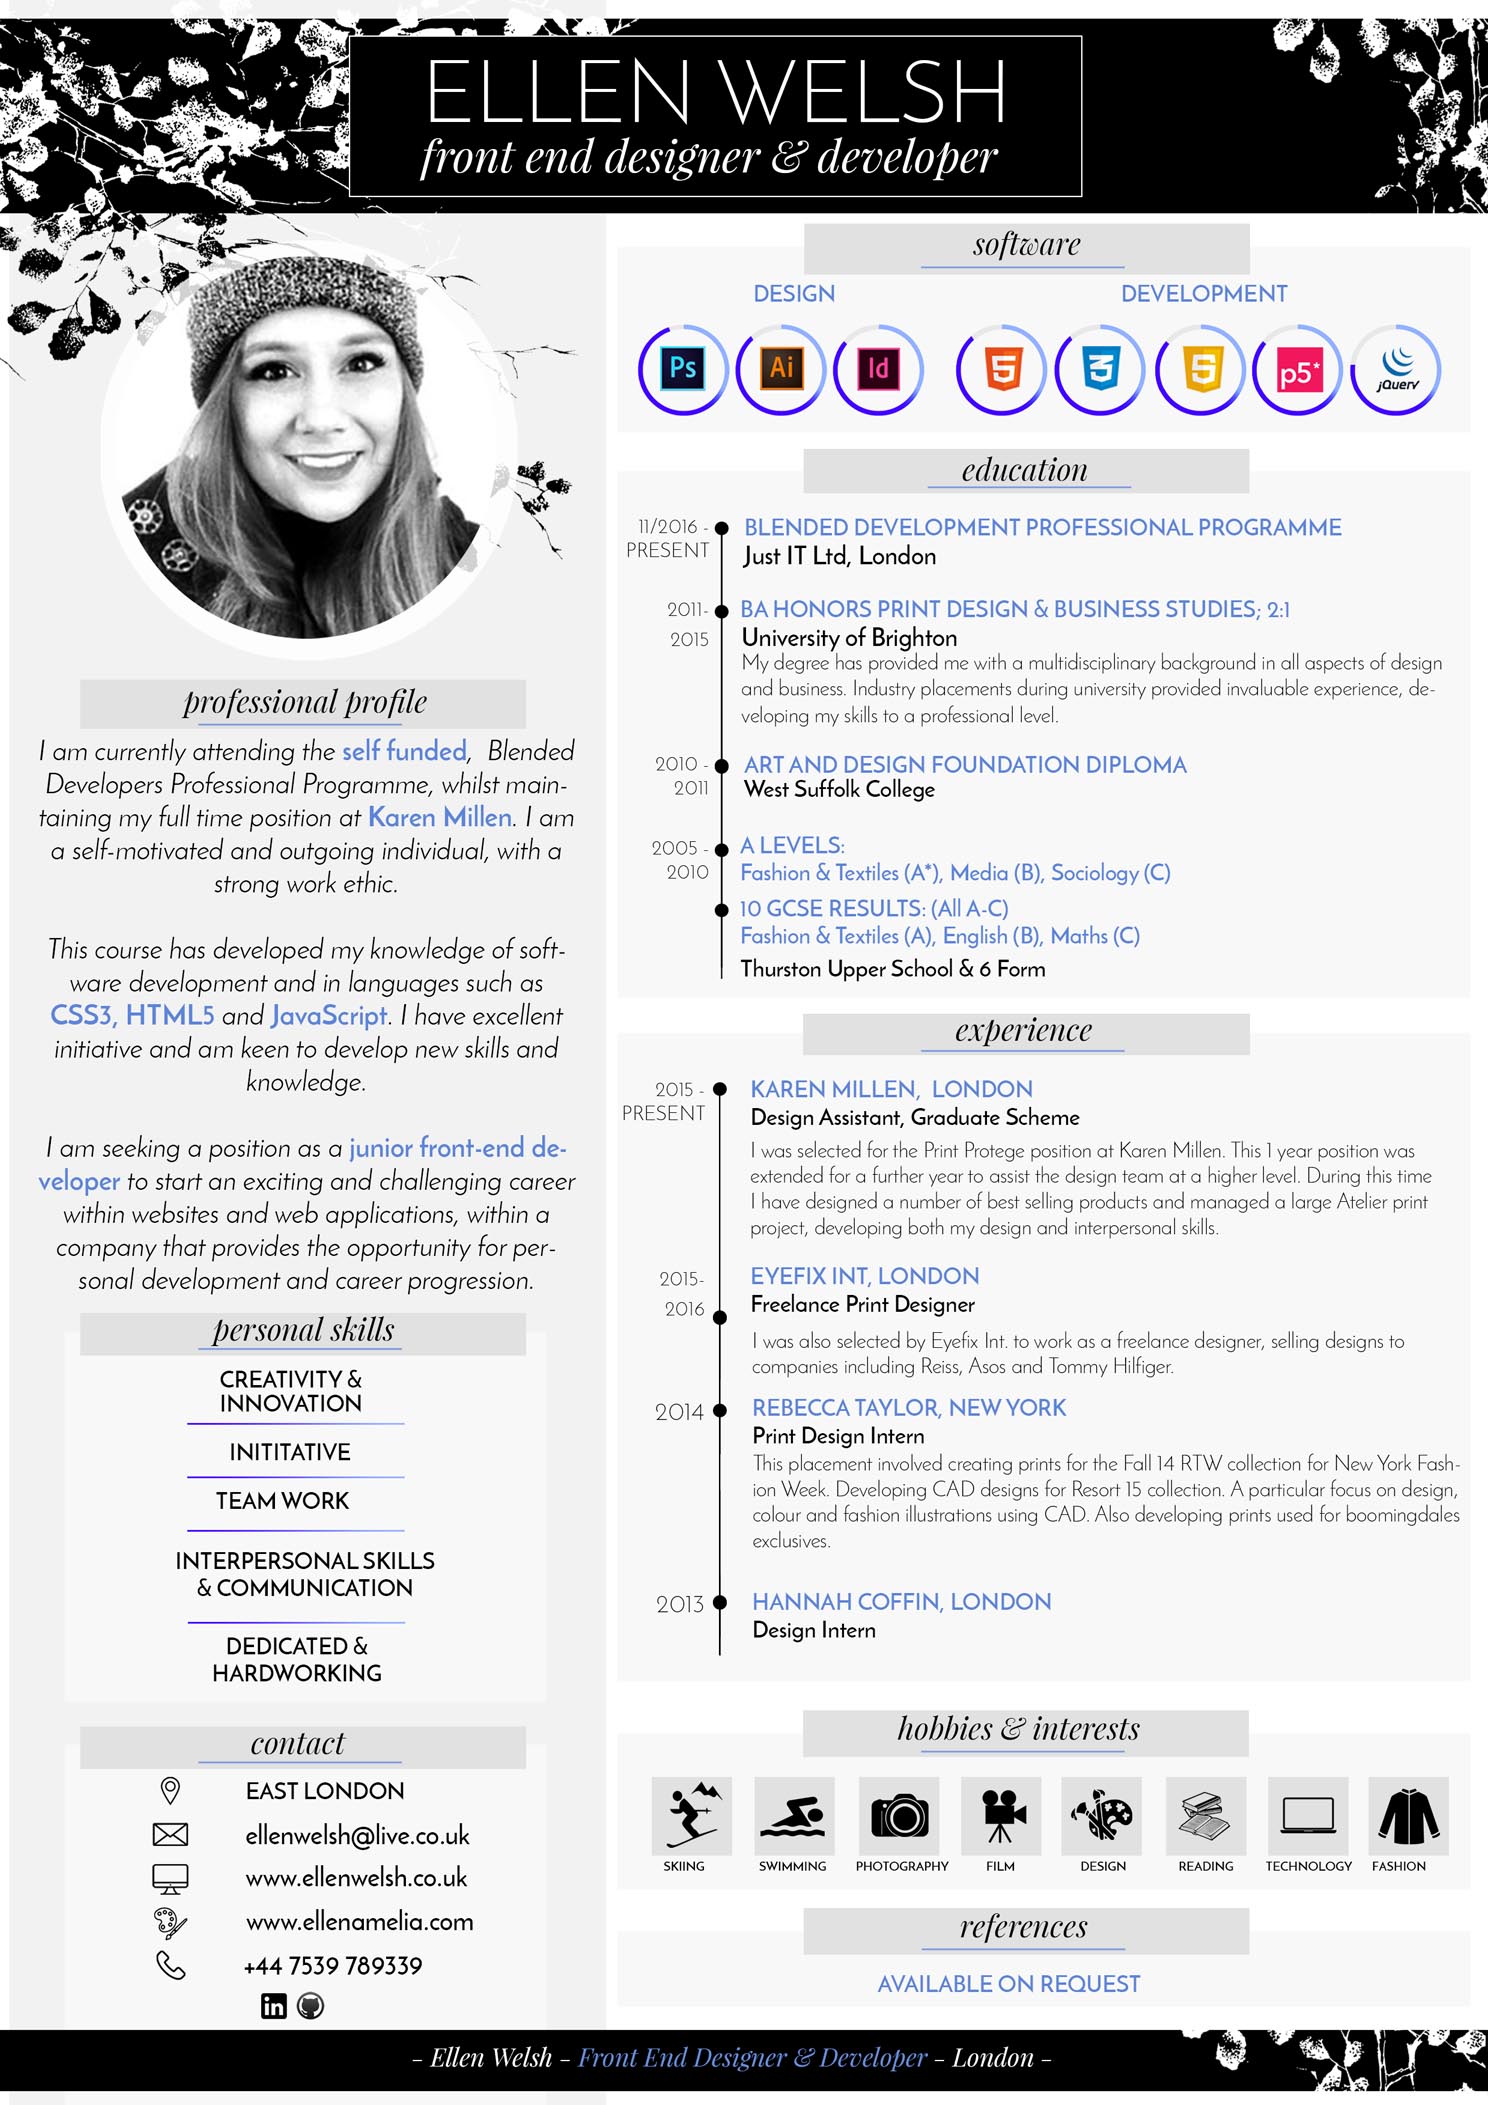 ELLEN WELSH
front end designer & developer
professional profile
I am currently attending the self funded, Blended
Developers Professional Programme, whilst main-
taining my full time position at Karen Millen. I am
a self-motivated and outgoing individual, with a
strong work ethic.
This course has developed my knowledge of soft-
ware development and in languages such as
CSS3, HTML5 and JavaScript. I have excellent
initiative and am keen to develop new skills and
knowledge.
I am seeking a position as a junior front-end de-
veloper to start an exciting and challenging career
within websites and web applications, within a
company that provides the opportunity for per-
sonal development and career progression.
personal skills
CREATIVITY &
INNOVATION
INITITATIVE
TEAM WORK
INTERPERSONAL SKILLS
& COMMUNICATION
DEDICATED &
HARDWORKING
contact
EAST LONDON
ellenwelsh@live.co.uk
www.ellenwelsh.co.uk
www.ellenamelia.com
+44 7539 789339
in
software
DESIGN DEVELOPMENT
Ps Ai Id 5 3 5 p5* jQuery
education
11/2016 - BLENDED DEVELOPMENT PROFESSIONAL PROGRAMME
PRESENT Just IT Ltd, London
2011- BA HONORS PRINT DESIGN & BUSINESS STUDIES; 2:1
2015 University of Brighton
My degree has provided me with a multidisciplinary background in all aspects of design
and business. Industry placements during university provided invaluable experience, de-
veloping my skills to a professional level.
2010 - ART AND DESIGN FOUNDATION DIPLOMA
2011 West Suffolk College
2005 - A LEVELS:
2010 Fashion & Textiles (A*), Media (B), Sociology (C)
10 GCSE RESULTS: (All A-C)
Fashion & Textiles (A), English (B), Maths (C)
Thurston Upper School & 6 Form
experience
2015 - KAREN MILLEN, LONDON
PRESENT Design Assistant, Graduate Scheme
I was selected for the Print Protege position at Karen Millen. This 1 year position was
extended for a further year to assist the design team at a higher level. During this time
I have designed a number of best selling products and managed a large Atelier print
project, developing both my design and interpersonal skills.
2015- EYEFIX INT, LONDON
2016 Freelance Print Designer
I was also selected by Eyefix Int. to work as a freelance designer, selling designs to
companies including Reiss, Asos and Tommy Hilfiger.
2014 REBECCA TAYLOR, NEW YORK
Print Design Intern
This placement involved creating prints for the Fall 14 RTW collection for New York Fash-
ion Week. Developing CAD designs for Resort 15 collection. A particular focus on design,
colour and fashion illustrations using CAD. Also developing prints used for boomingdales
exclusives.
2013 HANNAH COFFIN, LONDON
Design Intern
hobbies & interests
SKIING SWIMMING PHOTOGRAPHY FILM DESIGN READING TECHNOLOGY FASHION
references
AVAILABLE ON REQUEST
– Ellen Welsh – Front End Designer & Developer – London –